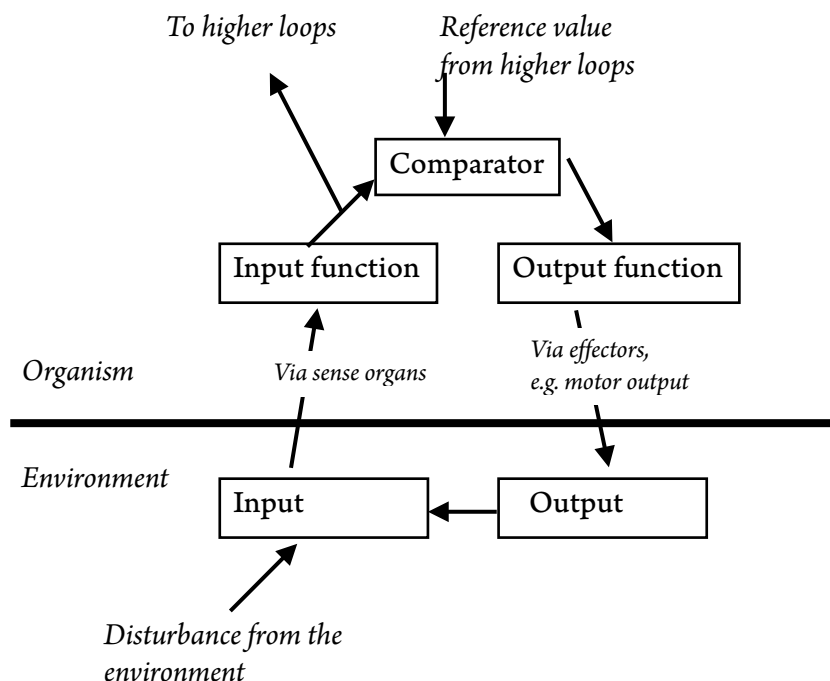 To higher loops
Reference value
from higher loops
Comparator
Input function
Output function
Via sense organs
Via effectors,
e.g. motor output
Organism
Environment
Input
Output
Disturbance from the
environment